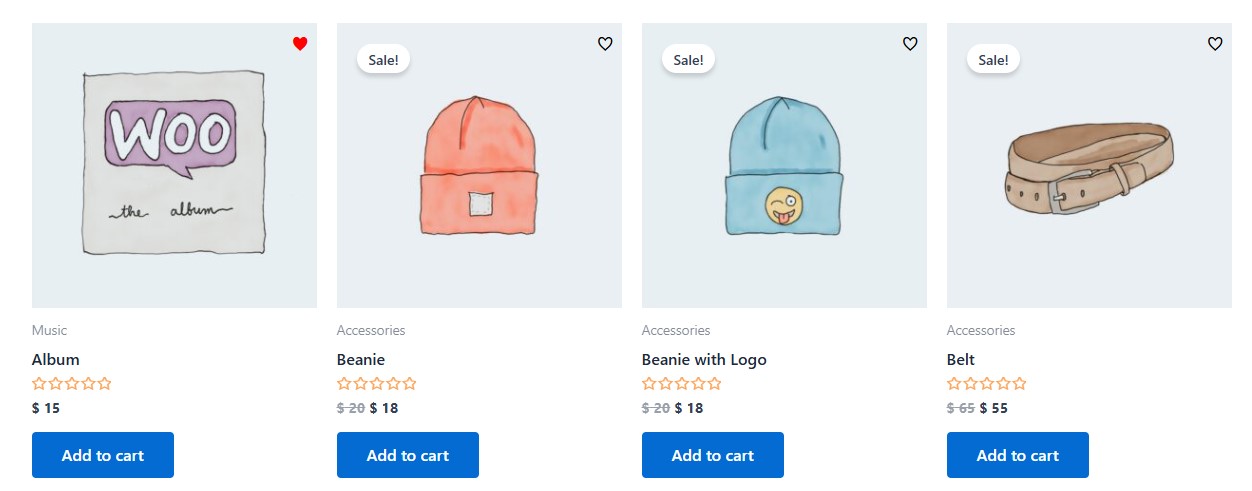 WOO
the album
Music
Album
$ 15
Add to cart
Sale!
Accessories
Beanie
$ 20 $ 18
Add to cart
Sale!
Accessories
Beanie with Logo
$ 20 $ 18
Add to cart
Sale!
Accessories
Belt
$ 65 $ 55
Add to cart